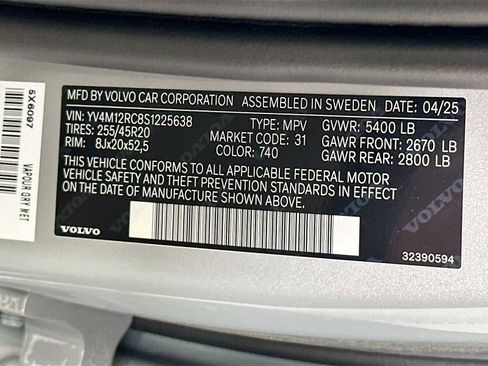 MFD BY VOLVO CAR CORPORATION ASSEMBLED IN SWEDEN DATE: 04/25
VIN: YV4M12RC8S1225638 TYPE: MPV GVWR: 5400 LB
TIRES: 255/45R20 MARKET CODE: 31 GAWR FRONT: 2670 LB
RIM: 8Jx20x52,5 COLOR: 740 GAWR REAR: 2800 LB
THIS VEHICLE CONFORMS TO ALL APPLICABLE FEDERAL MOTOR
VEHICLE SAFETY AND THEFT PREVENTION STANDARDS IN EFFECT
ON THE DATE OF MANUFACTURE SHOWN ABOVE.
VOLVO
32390594
5X6097
VAPOUR GRY MET